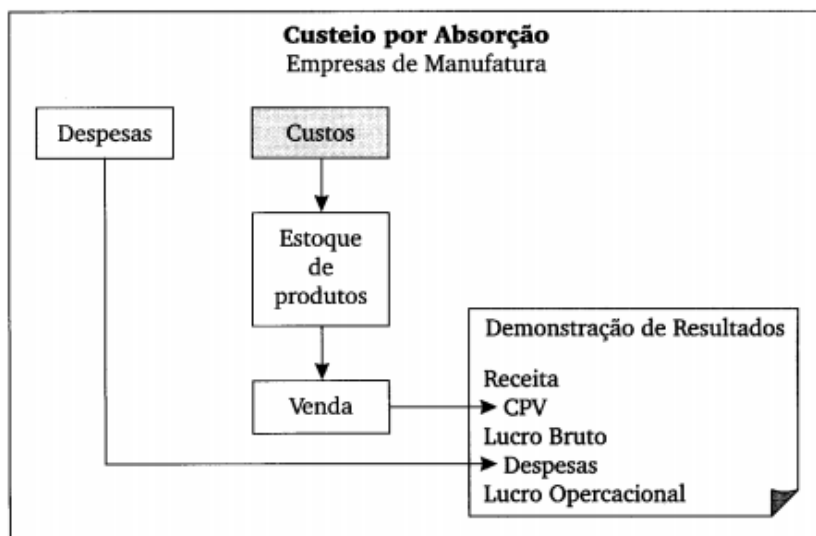 Custeio por Absorção
Empresas de Manufatura
Despesas
Custos
Estoque
de
produtos
Venda
Demonstração de Resultados
Receita
CPV
Lucro Bruto
Despesas
Lucro Opercacional